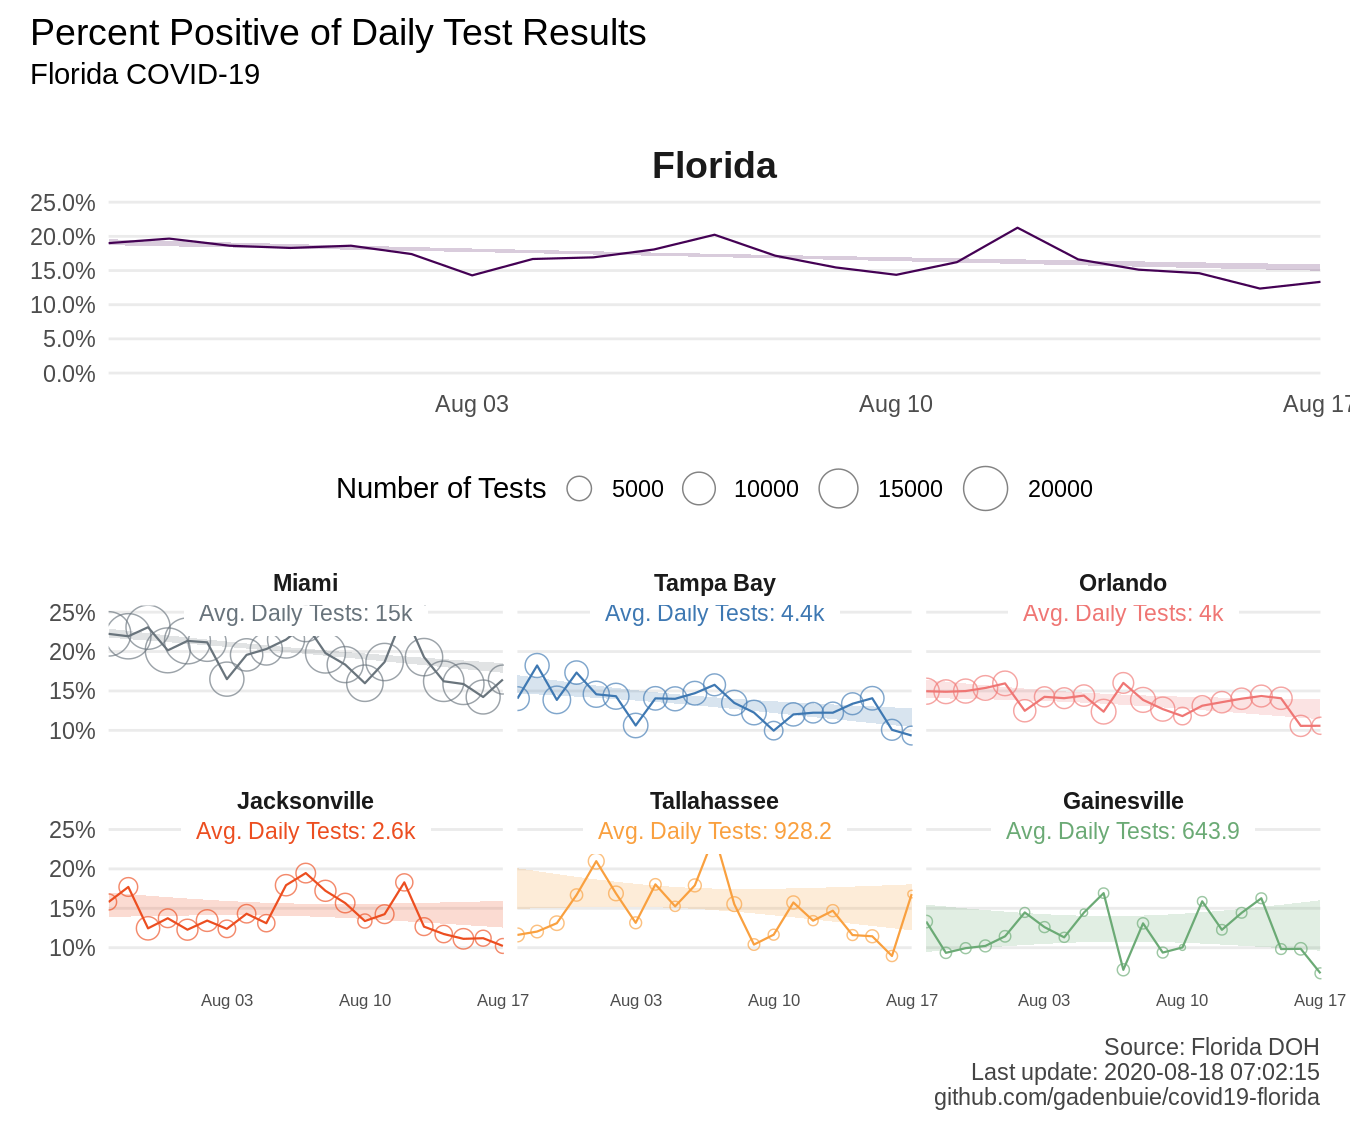 Percent Positive of Daily Test Results
Florida COVID-19
Florida
25.0%
20.0%
15.0%
10.0%
5.0%
0.0%
Aug 03 Aug 10 Aug 17
Number of Tests 5000 10000 15000 20000
Miami Tampa Bay Orlando
25% Avg. Daily Tests: 15k Avg. Daily Tests: 4.4k Avg. Daily Tests: 4k
20%
15%
10%
Jacksonville Tallahassee Gainesville
25% Avg. Daily Tests: 2.6k Avg. Daily Tests: 928.2 Avg. Daily Tests: 643.9
20%
15%
10%
Aug 03 Aug 10 Aug 17 Aug 03 Aug 10 Aug 17 Aug 03 Aug 10 Aug 17
Source: Florida DOH
Last update: 2020-08-18 07:02:15
github.com/gadenbuie/covid19-florida